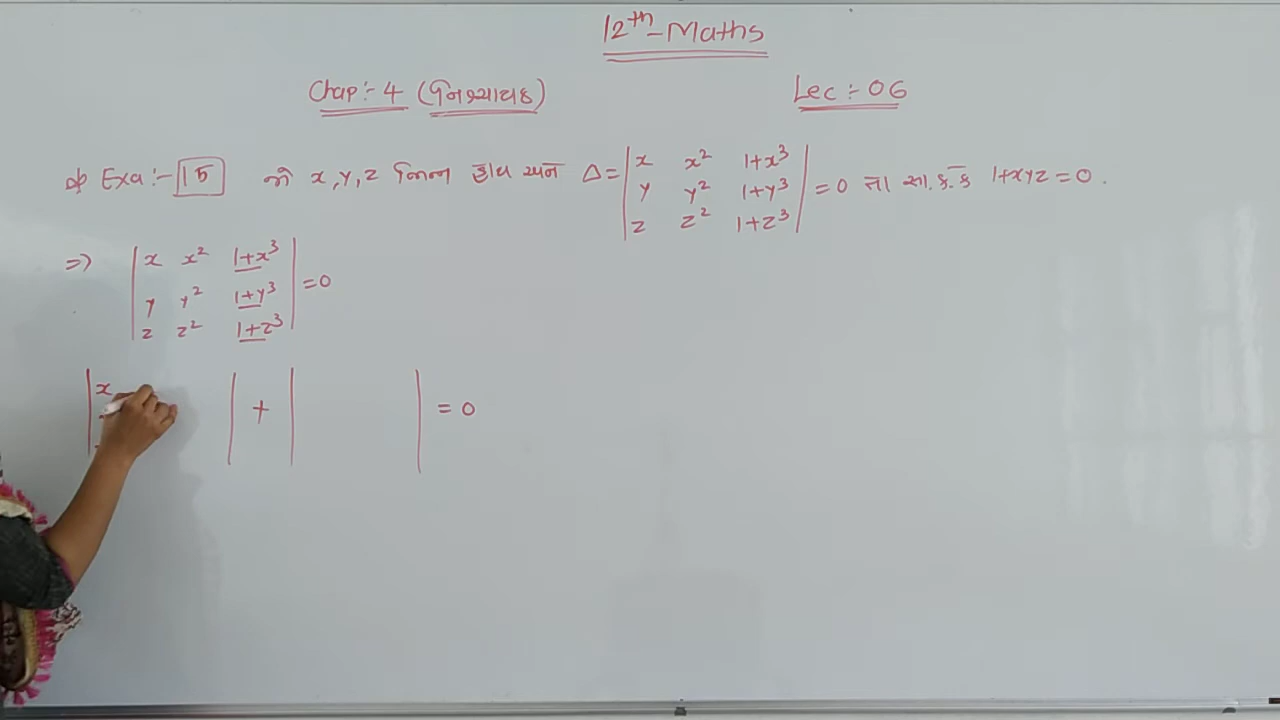 12th-Maths
Chap:- 4 (નિશ્ચાયક) Lec :- 06
Exa:- 15 જો x, y, z ભિન્ન હોય અને Δ = | x x² 1+x³ | = 0 તો સા. કે. કે 1+xyz = 0.
| y y² 1+y³ |
| z z² 1+z³ |
=> | x x² 1+x³ | = 0
| y y² 1+y³ |
| z z² 1+z³ |
| x | + | | = 0